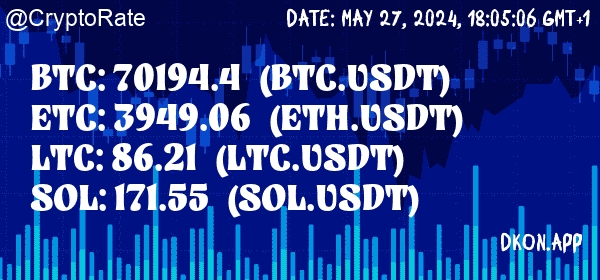 @CryptoRate
DATE: MAY 27, 2024, 18:05:06 GMT+1
BTC: 70194.4 (BTC.USDT)
ETC: 3949.06 (ETH.USDT)
LTC: 86.21 (LTC.USDT)
SOL: 171.55 (SOL.USDT)
DKON.APP